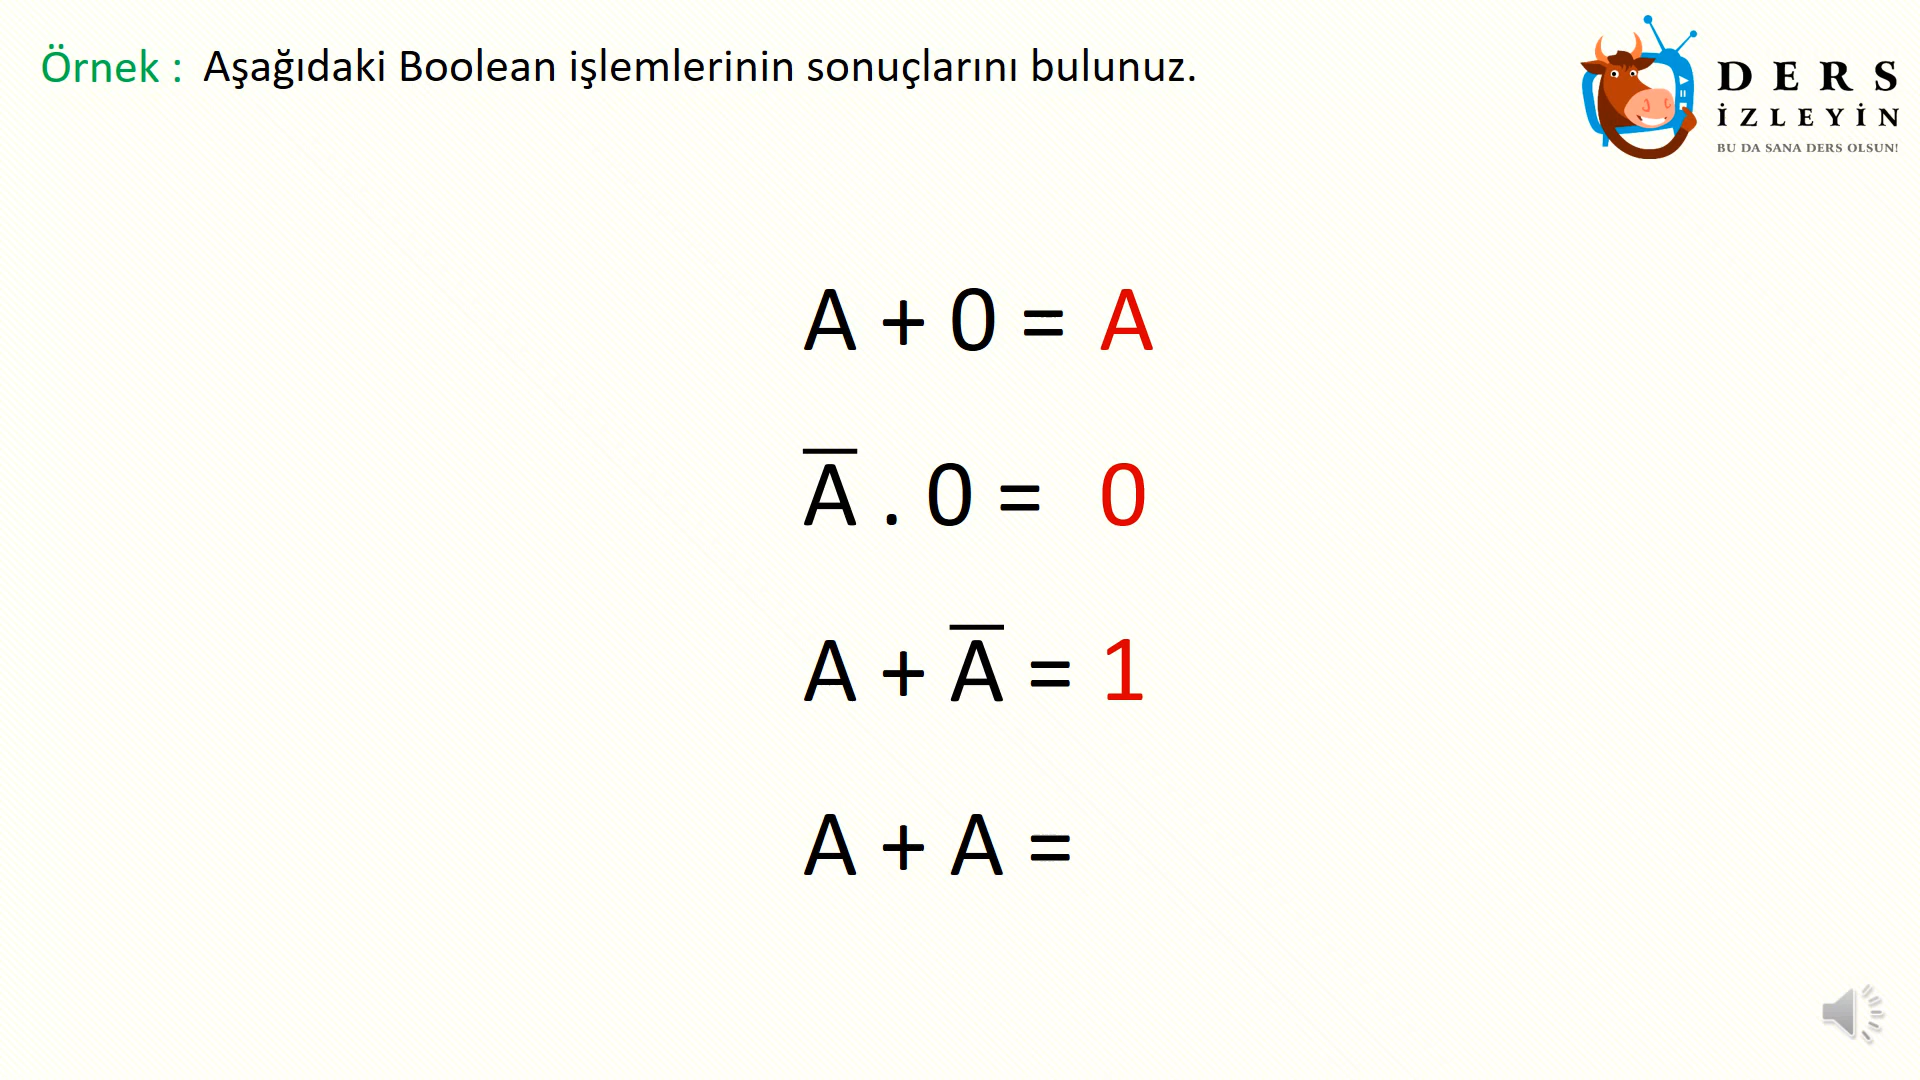 Örnek : Aşağıdaki Boolean işlemlerinin sonuçlarını bulunuz.
DERS
İZLEYİN
BU DA SANA DERS OLSUN!
A + 0 = A
A̅ . 0 = 0
A + A̅ = 1
A + A =